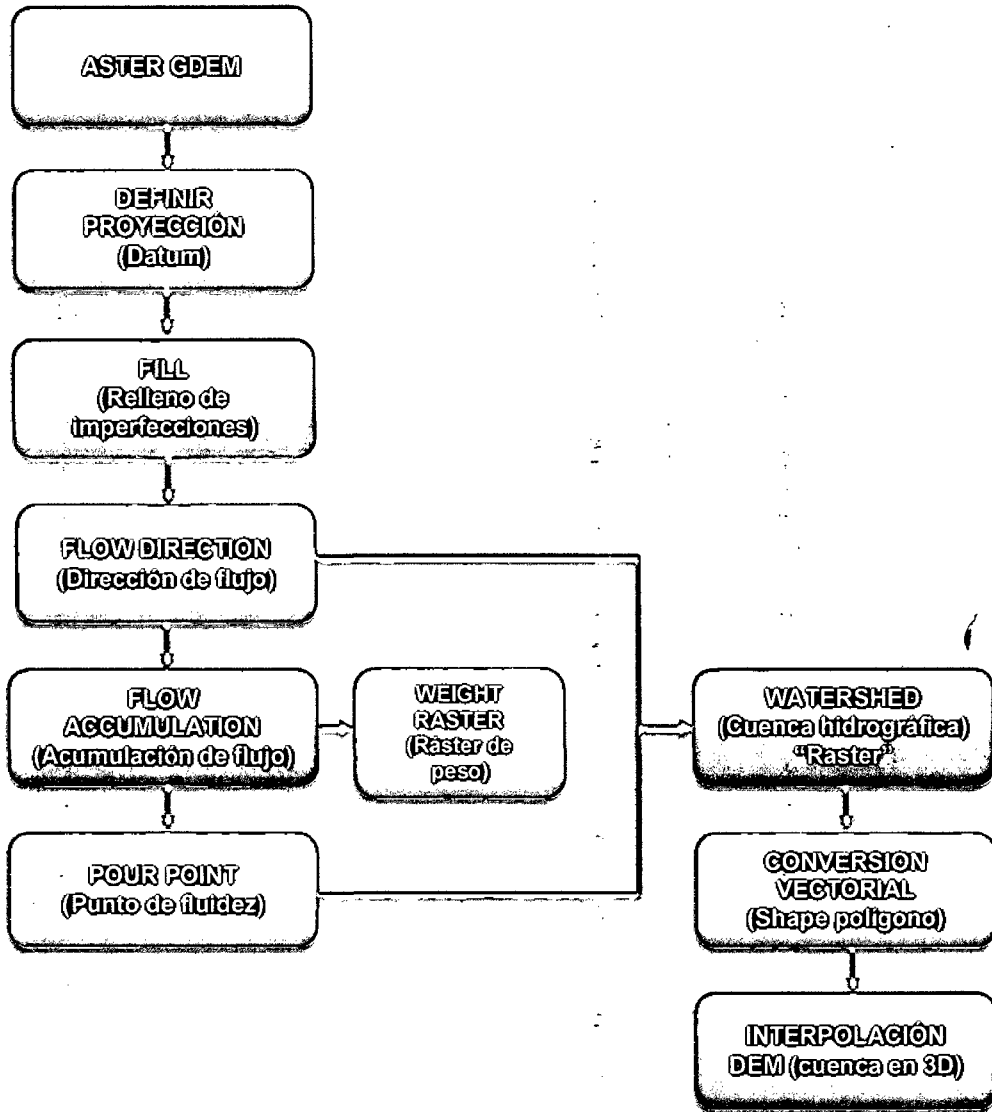 ASTER GDEM
DEFINIR
PROYECCIÓN
(Datum)
FILL
(Relleno de
imperfecciones)
FLOW DIRECTION
(Dirección de flujo)
FLOW
ACCUMULATION
(Acumulación de flujo)
WEIGHT
RASTER
(Ráster de
peso)
POUR POINT
(Punto de fluidez)
WATERSHED
(Cuenca hidrográfica)
“Raster”
CONVERSION
VECTORIAL
(Shape polígono)
INTERPOLACIÓN
DEM (cuenca en 3D)